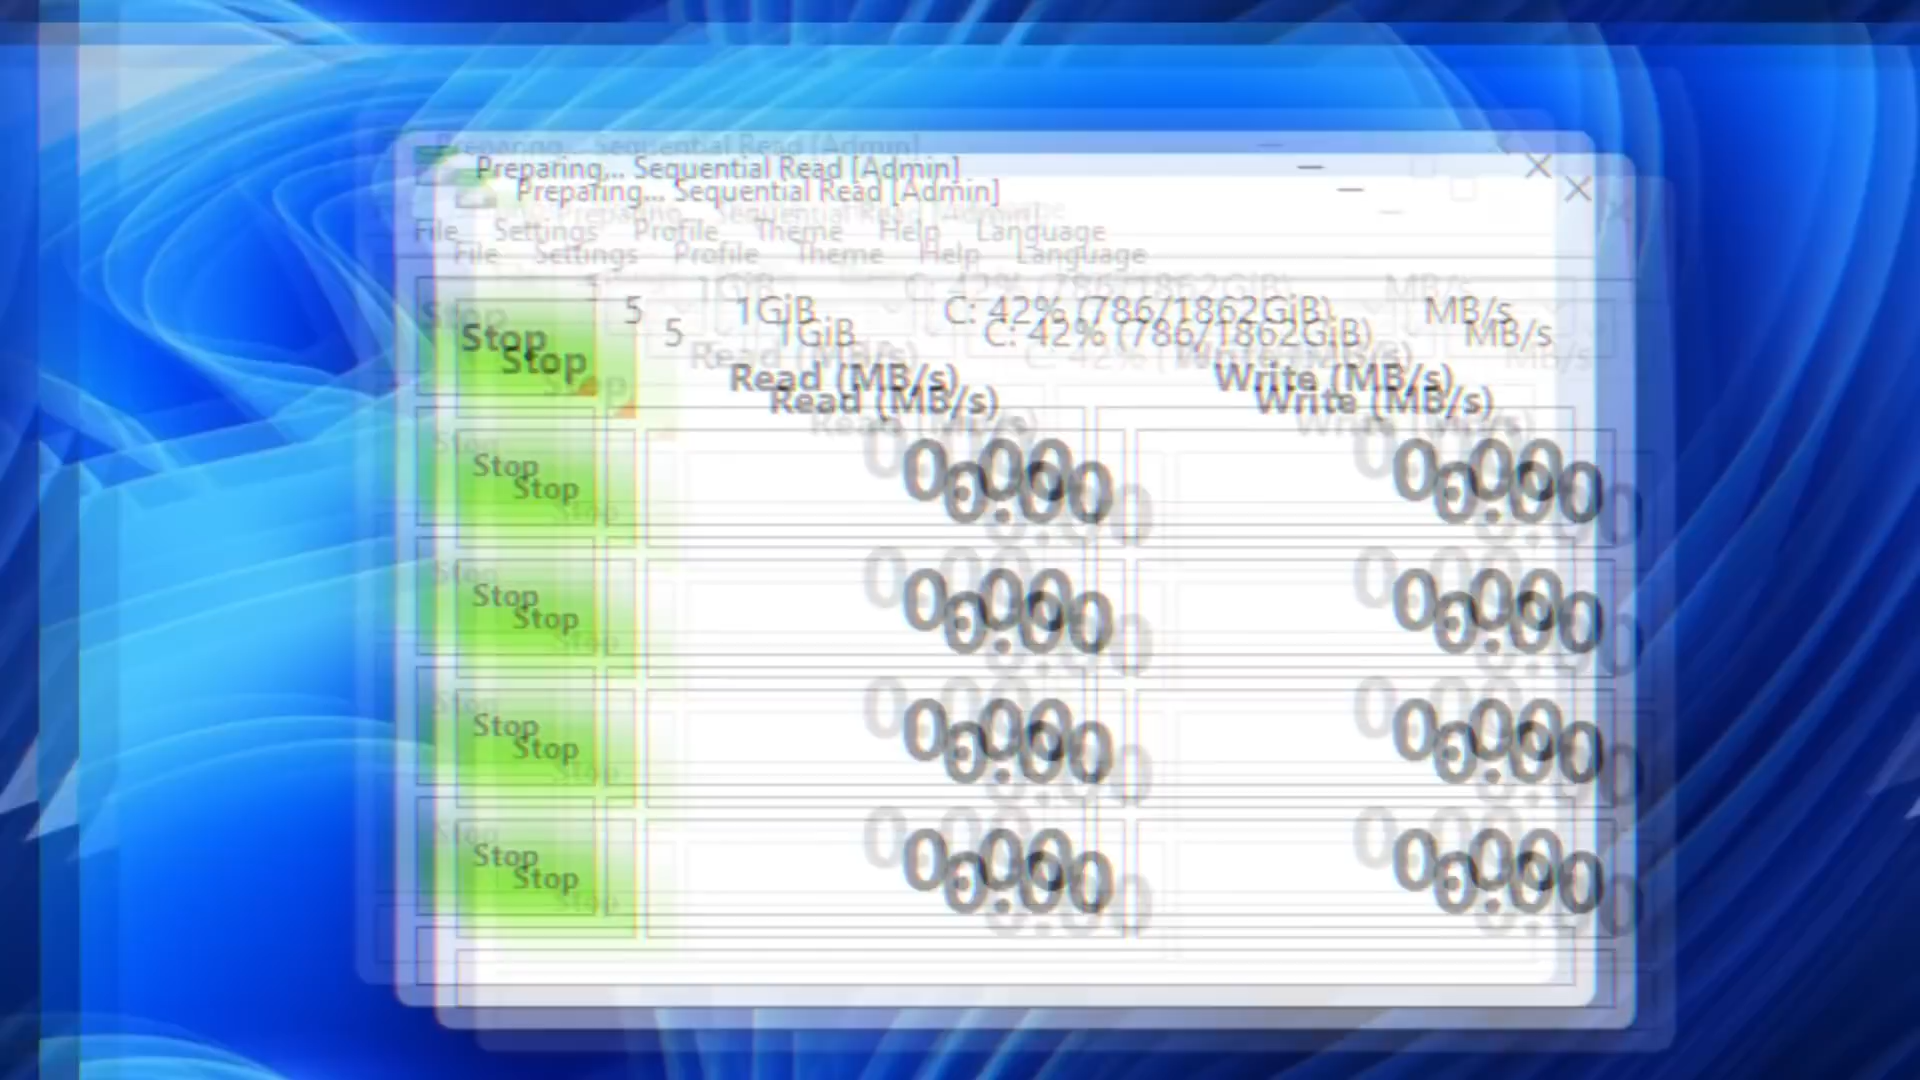 Preparing... Sequential Read [Admin]
File Settings Profile Theme Help Language
Stop 5 1GiB C: 42% (786/1862GiB) MB/s
Read (MB/s) Write (MB/s)
Stop 0.00 0.00
Stop 0.00 0.00
Stop 0.00 0.00
Stop 0.00 0.00